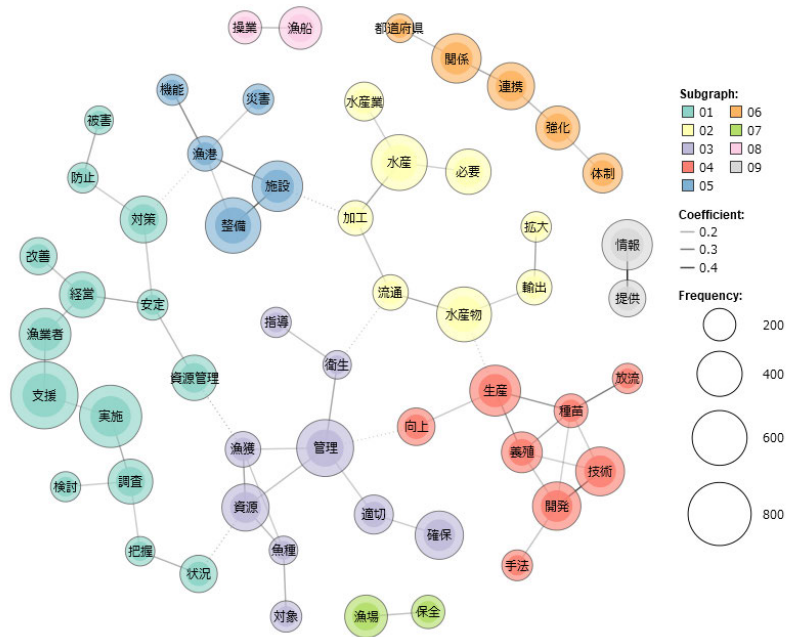 操業
漁船
都道府県
関係
連携
強化
体制
機能
災害
漁港
施設
整備
水産業
水産
必要
加工
拡大
輸出
流通
水産物
被害
防止
対策
改善
経営
安定
漁業者
支援
実施
資源管理
調査
検討
把握
状況
指導
衛生
管理
漁獲
資源
魚種
対象
適切
確保
向上
生産
種苗
放流
養殖
技術
開発
手法
漁場
保全
情報
提供
Subgraph:
01 06
02 07
03 08
04 09
05
Coefficient:
0.2
0.3
0.4
Frequency:
200
400
600
800